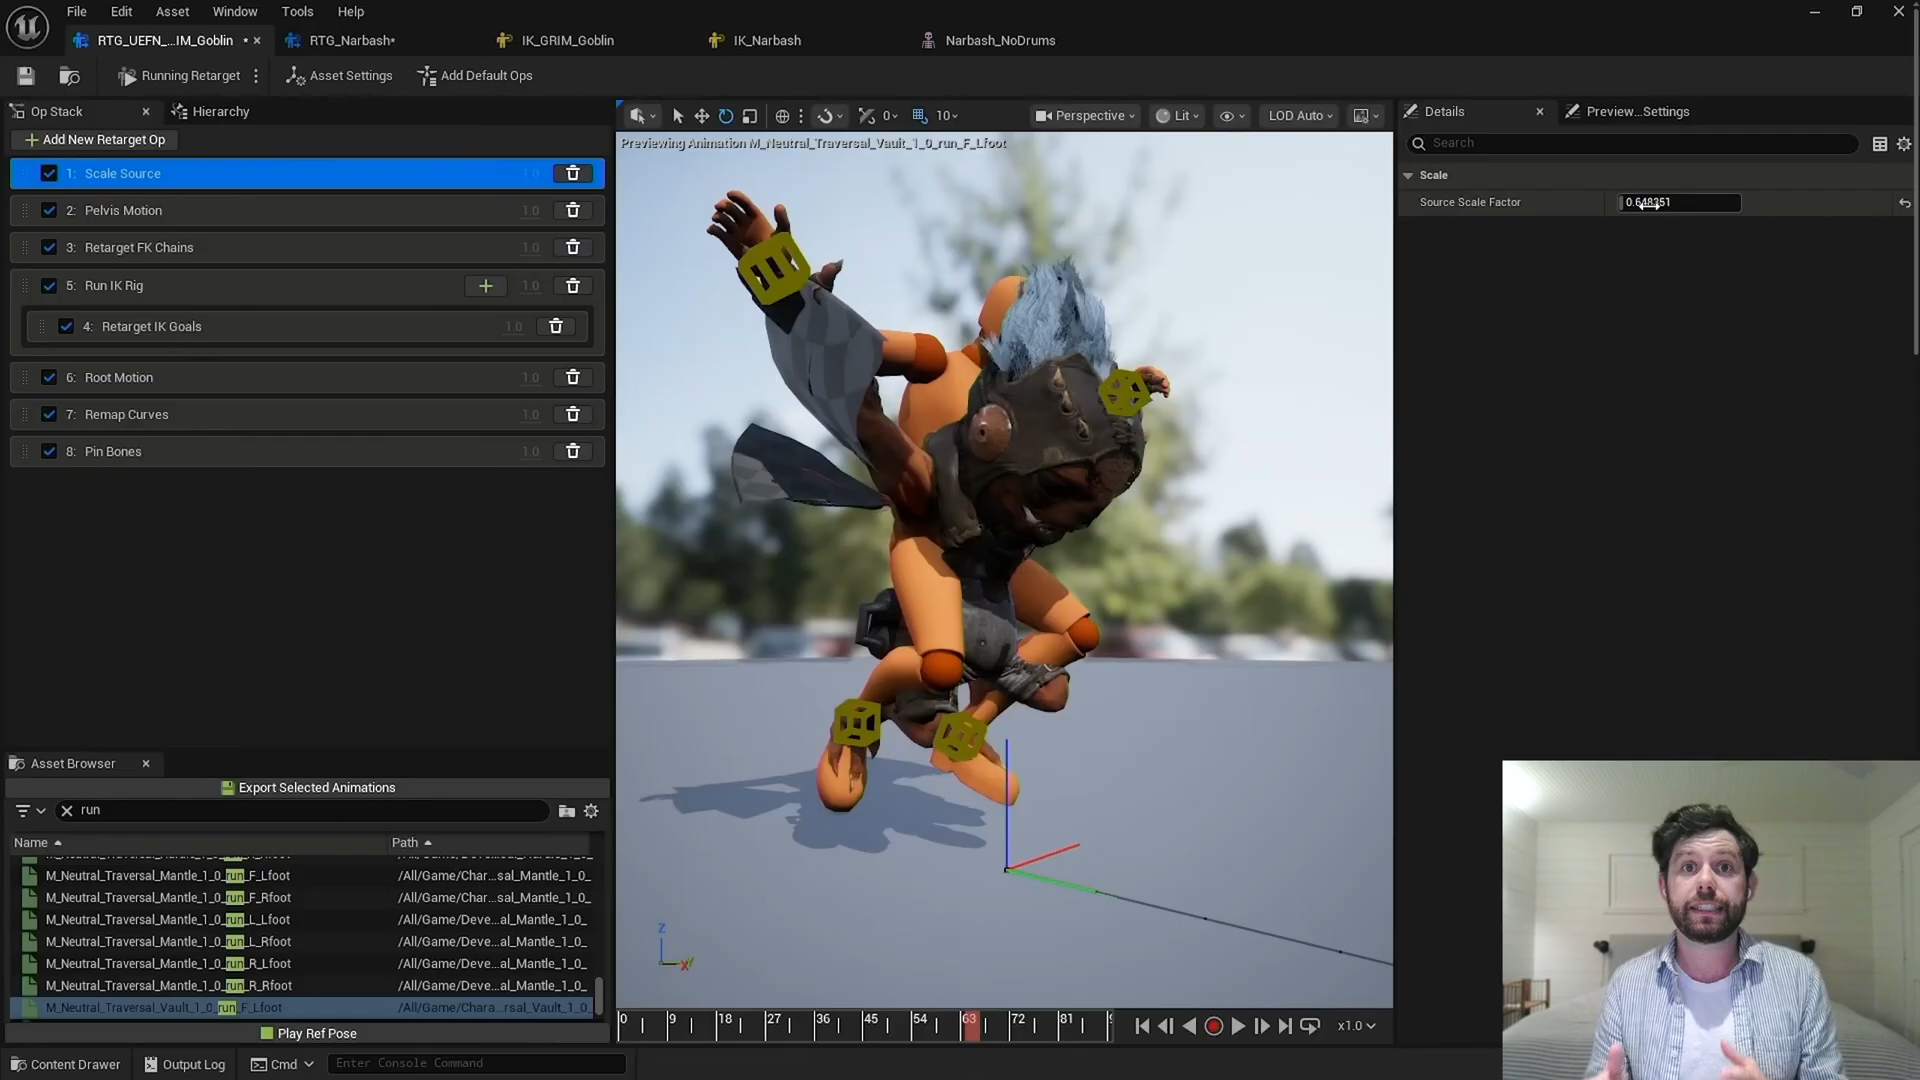 File Edit Asset Window Tools Help
RTG_UEFN_...IM_Goblin * RTG_Narbash* IK_GRIM_Goblin IK_Narbash Narbash_NoDrums
Running Retarget Asset Settings Add Default Ops
Op Stack Hierarchy
Add New Retarget Op
1: Scale Source 1.0
2: Pelvis Motion 1.0
3: Retarget FK Chains 1.0
5: Run IK Rig 1.0
4: Retarget IK Goals 1.0
6: Root Motion 1.0
7: Remap Curves 1.0
8: Pin Bones 1.0
0 10 Perspective Lit LOD Auto
Previewing Animation M_Neutral_Traversal_Vault_1_0_run_F_Lfoot
Z
0 9 18 27 36 45 54 63 72 81
x1.0
Details Preview...Settings
Search
Scale
Source Scale Factor
Asset Browser
Export Selected Animations
run
Name Path
M_Neutral_Traversal_Mantle_1_0_run_F_Lfoot /All/Game/Char...sal_Mantle_1_0_
M_Neutral_Traversal_Mantle_1_0_run_F_Rfoot /All/Game/Char...sal_Mantle_1_0_
M_Neutral_Traversal_Mantle_1_0_run_L_Lfoot /All/Game/Deve...al_Mantle_1_0_
M_Neutral_Traversal_Mantle_1_0_run_L_Rfoot /All/Game/Deve...al_Mantle_1_0_
M_Neutral_Traversal_Mantle_1_0_run_R_Lfoot /All/Game/Deve...al_Mantle_1_0_
M_Neutral_Traversal_Mantle_1_0_run_R_Rfoot /All/Game/Deve...al_Mantle_1_0_
M_Neutral_Traversal_Vault_1_0_run_F_Lfoot /All/Game/Chara...rsal_Vault_1_0_
Play Ref Pose
Content Drawer Output Log Cmd Enter Console Command